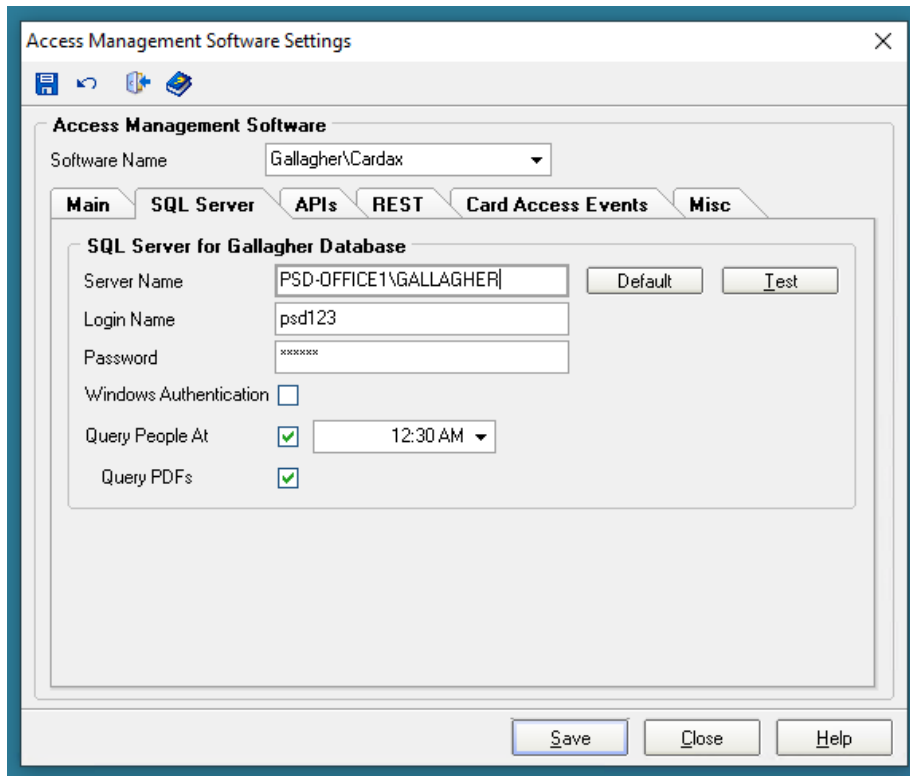 Access Management Software Settings
Access Management Software
Software Name Gallagher\Cardax
Main SQL Server APIs REST Card Access Events Misc
SQL Server for Gallagher Database
Server Name PSD-OFFICE1\GALLAGHER Default Test
Login Name psd123
Password ××××××
Windows Authentication
Query People At 12:30 AM
Query PDFs
Save Close Help